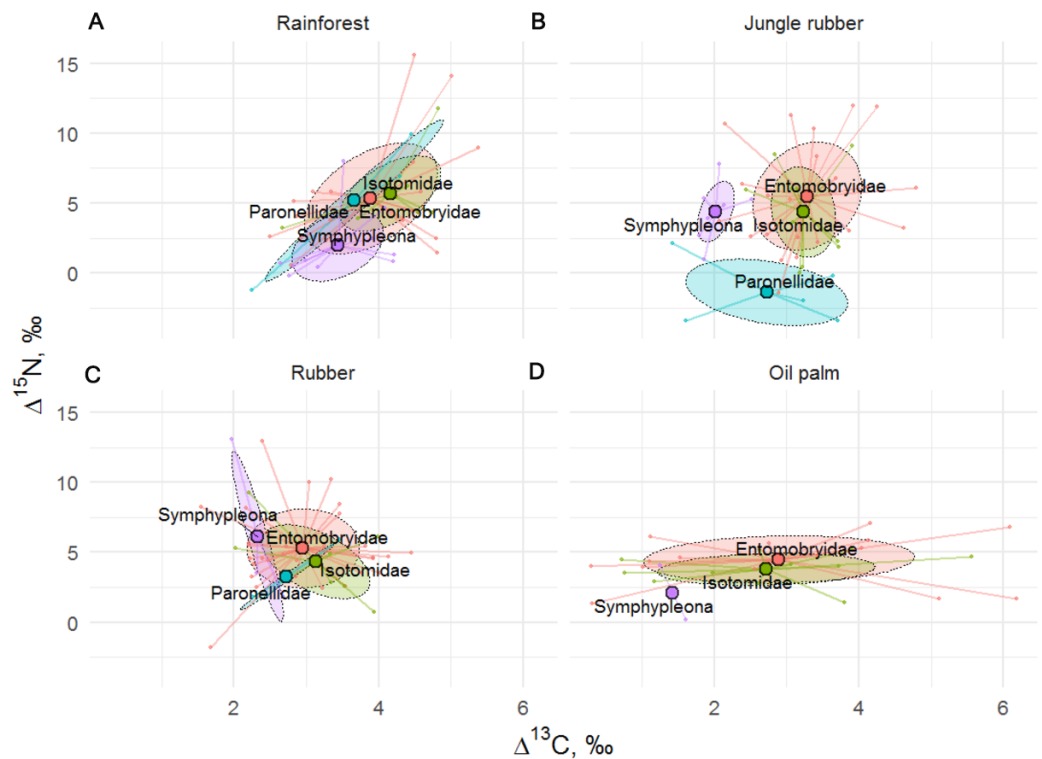 A
Rainforest
B
Jungle rubber
15
10
5
0
Isotomidae
Paronellidae
Entomobryidae
Symphypleona
Entomobryidae
Symphypleona
Isotomidae
Paronellidae
Δ15N, ‰
C
Rubber
D
Oil palm
15
10
5
0
Symphypleona
Entomobryidae
Isotomidae
Paronellidae
Entomobryidae
Isotomidae
Symphypleona
2 4 6
2 4 6
Δ13C, ‰